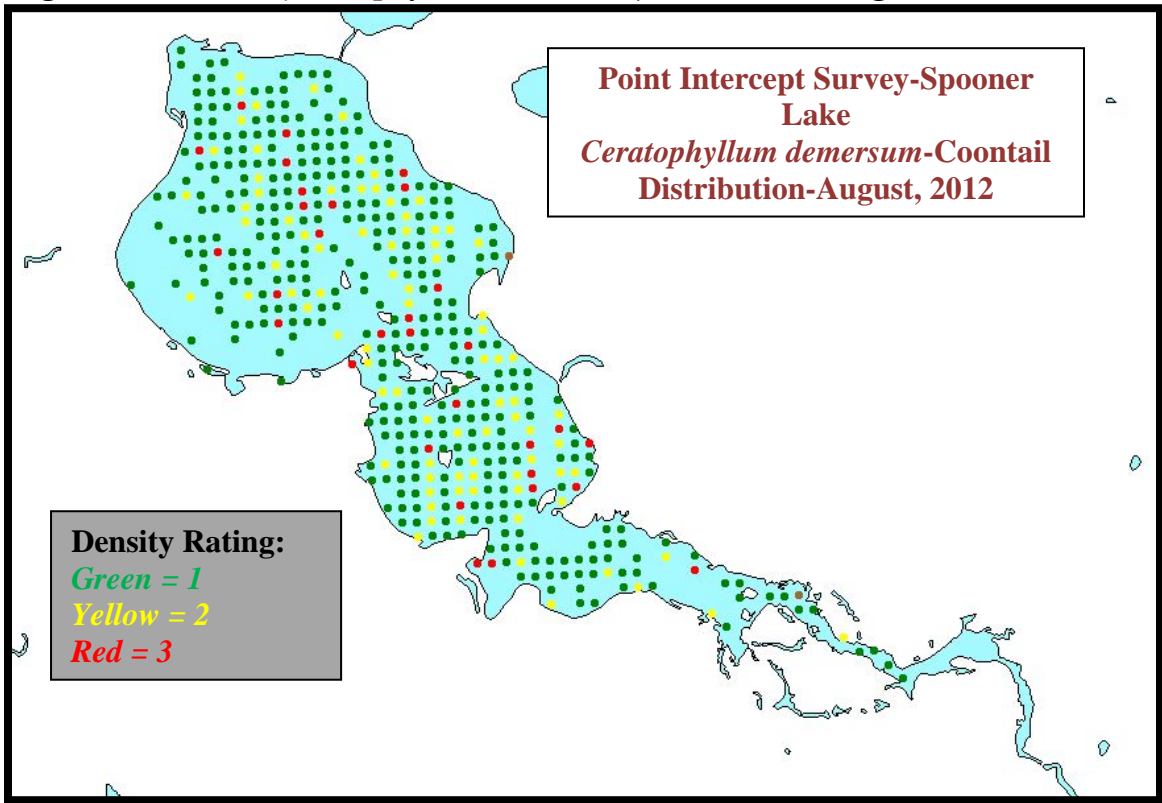 Point Intercept Survey-Spooner
Lake
Ceratophyllum demersum-Coontail
Distribution-August, 2012
Density Rating:
Green = 1
Yellow = 2
Red = 3